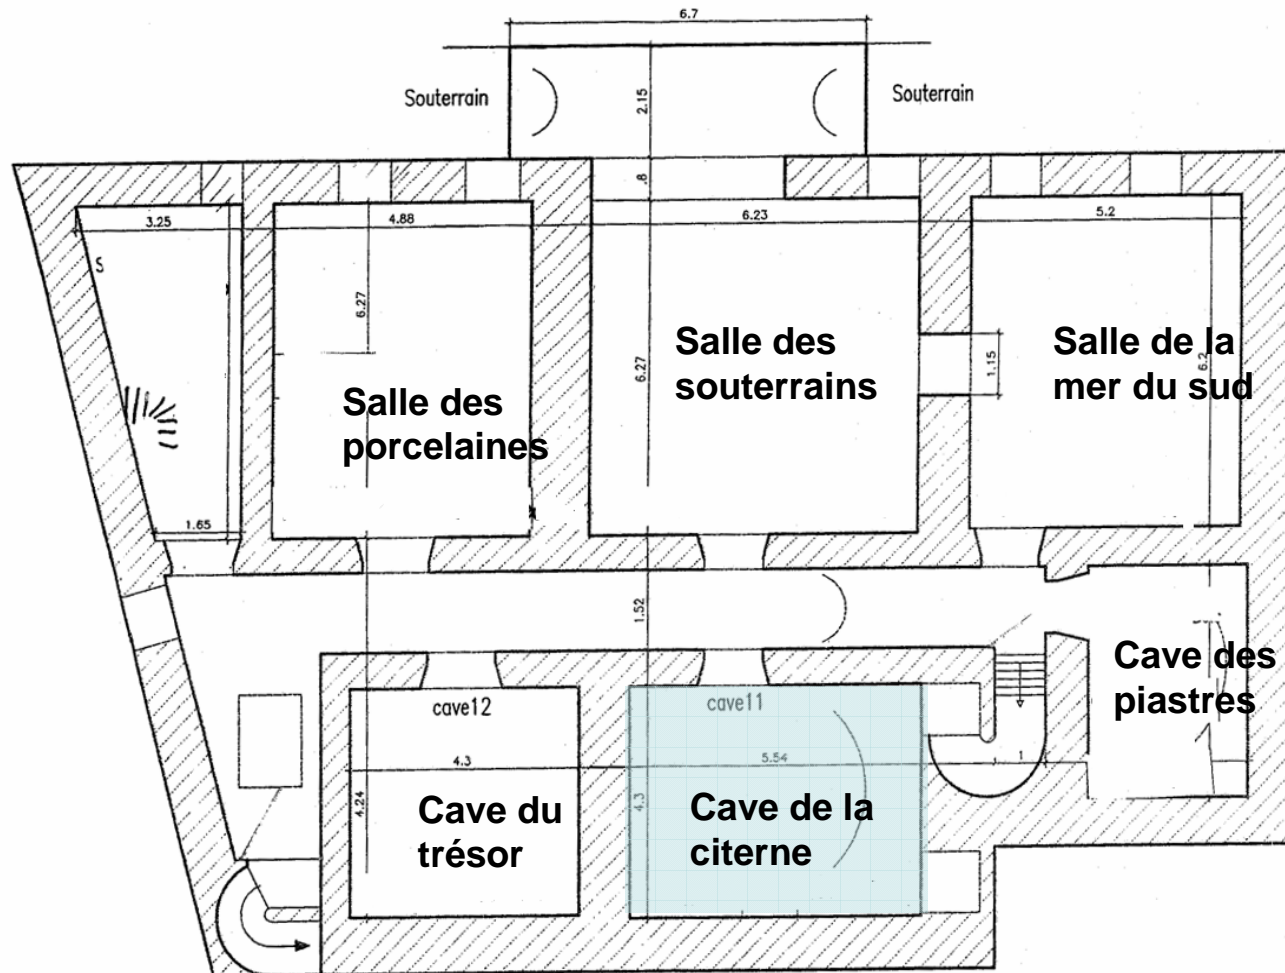 6.7
Souterrain
2.15
Souterrain
.8
3.25
4.88
6.23
5.2
S
6.27
6.27
Salle des
souterrains
1.15
Salle de la
mer du sud
6.2
Salle des
porcelaines
1.65
1.52
Cave des
piastres
cave12
cave11
4.3
5.54
1
4.24
4.3
Cave du
trésor
Cave de la
citerne